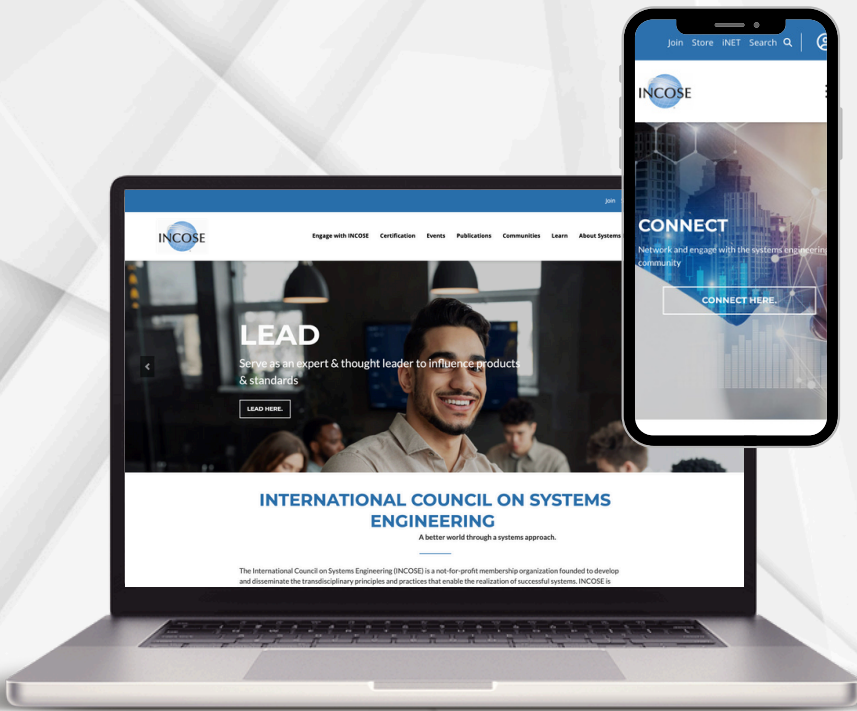 Join Store iNET Search
INCOSE
CONNECT
Network and engage with the systems engineering
community
CONNECT HERE.
Join
INCOSE
Engage with INCOSE Certification Events Publications Communities Learn About Systems
LEAD
Serve as an expert & thought leader to influence products
& standards
LEAD HERE.
INTERNATIONAL COUNCIL ON SYSTEMS
ENGINEERING
A better world through a systems approach.
The International Council on Systems Engineering (INCOSE) is a not-for-profit membership organization founded to develop
and disseminate the transdisciplinary principles and practices that enable the realization of successful systems. INCOSE is